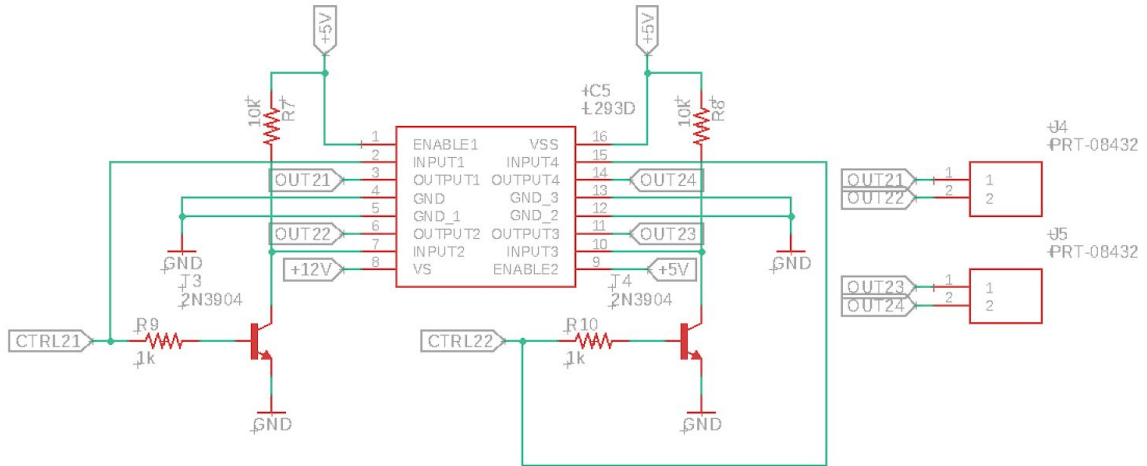 +5V
+5V
10k
R7
C5
L293D
10k
R8
1 ENABLE1 VSS 16
2 INPUT1 INPUT4 15
OUT21 3 OUTPUT1 OUTPUT4 14 OUT24
4 GND GND_3 13
5 GND_1 GND_2 12
OUT22 6 OUTPUT2 OUTPUT3 11 OUT23
7 INPUT2 INPUT3 10
+12V 8 VS ENABLE2 9 +5V
GND
GND
T3
2N3904
T4
2N3904
CTRL21
R9
1k
CTRL22
R10
1k
GND
GND
J4
PRT-08432
OUT21 1 1
OUT22 2 2
J5
PRT-08432
OUT23 1 1
OUT24 2 2